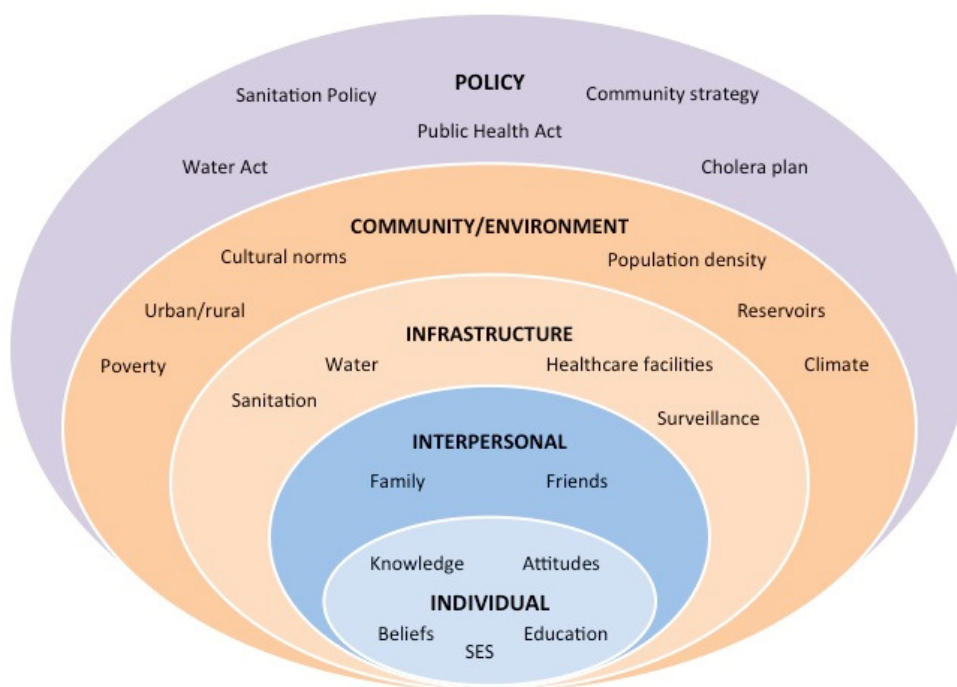 POLICY
Sanitation Policy
Community strategy
Public Health Act
Water Act
Cholera plan
COMMUNITY/ENVIRONMENT
Cultural norms
Population density
Urban/rural
Reservoirs
Poverty
Climate
INFRASTRUCTURE
Water
Healthcare facilities
Sanitation
Surveillance
INTERPERSONAL
Family
Friends
Knowledge
Attitudes
INDIVIDUAL
Beliefs
Education
SES